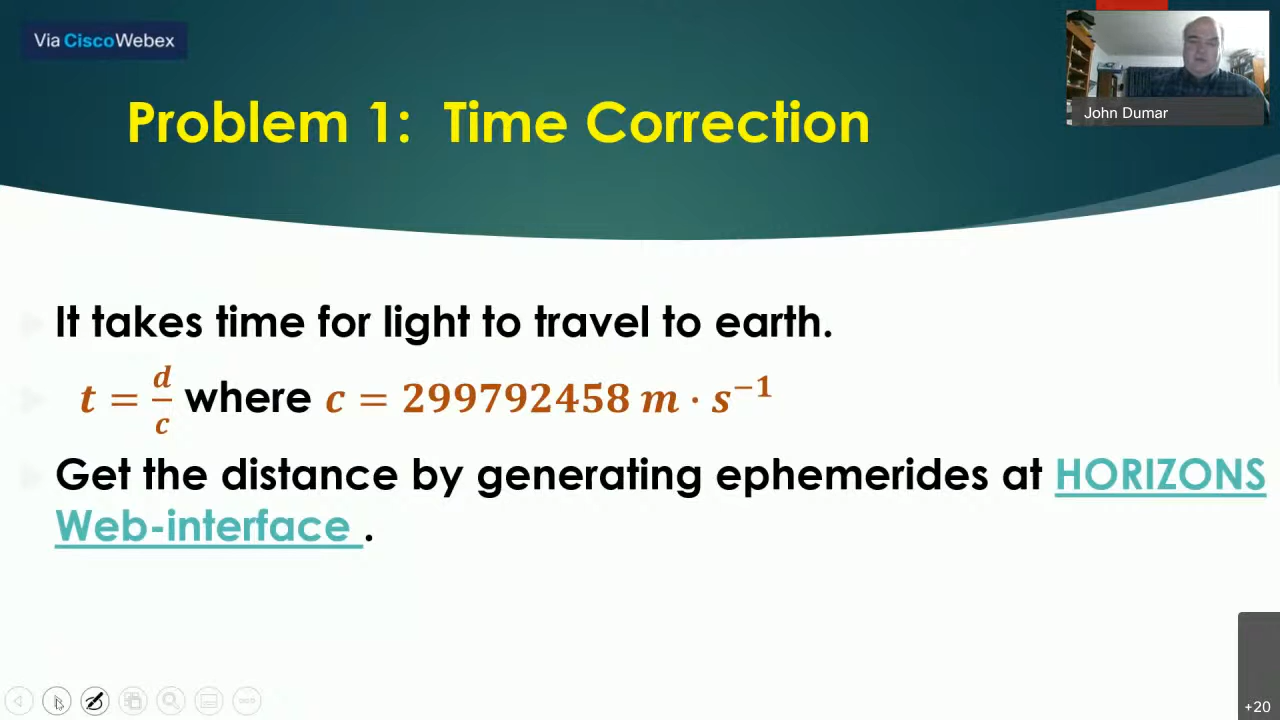 Via CiscoWebex
John Dumar
Problem 1: Time Correction
It takes time for light to travel to earth.
t = d/c where c = 299792458 m · s⁻¹
Get the distance by generating ephemerides at HORIZONS
Web-interface .
+20